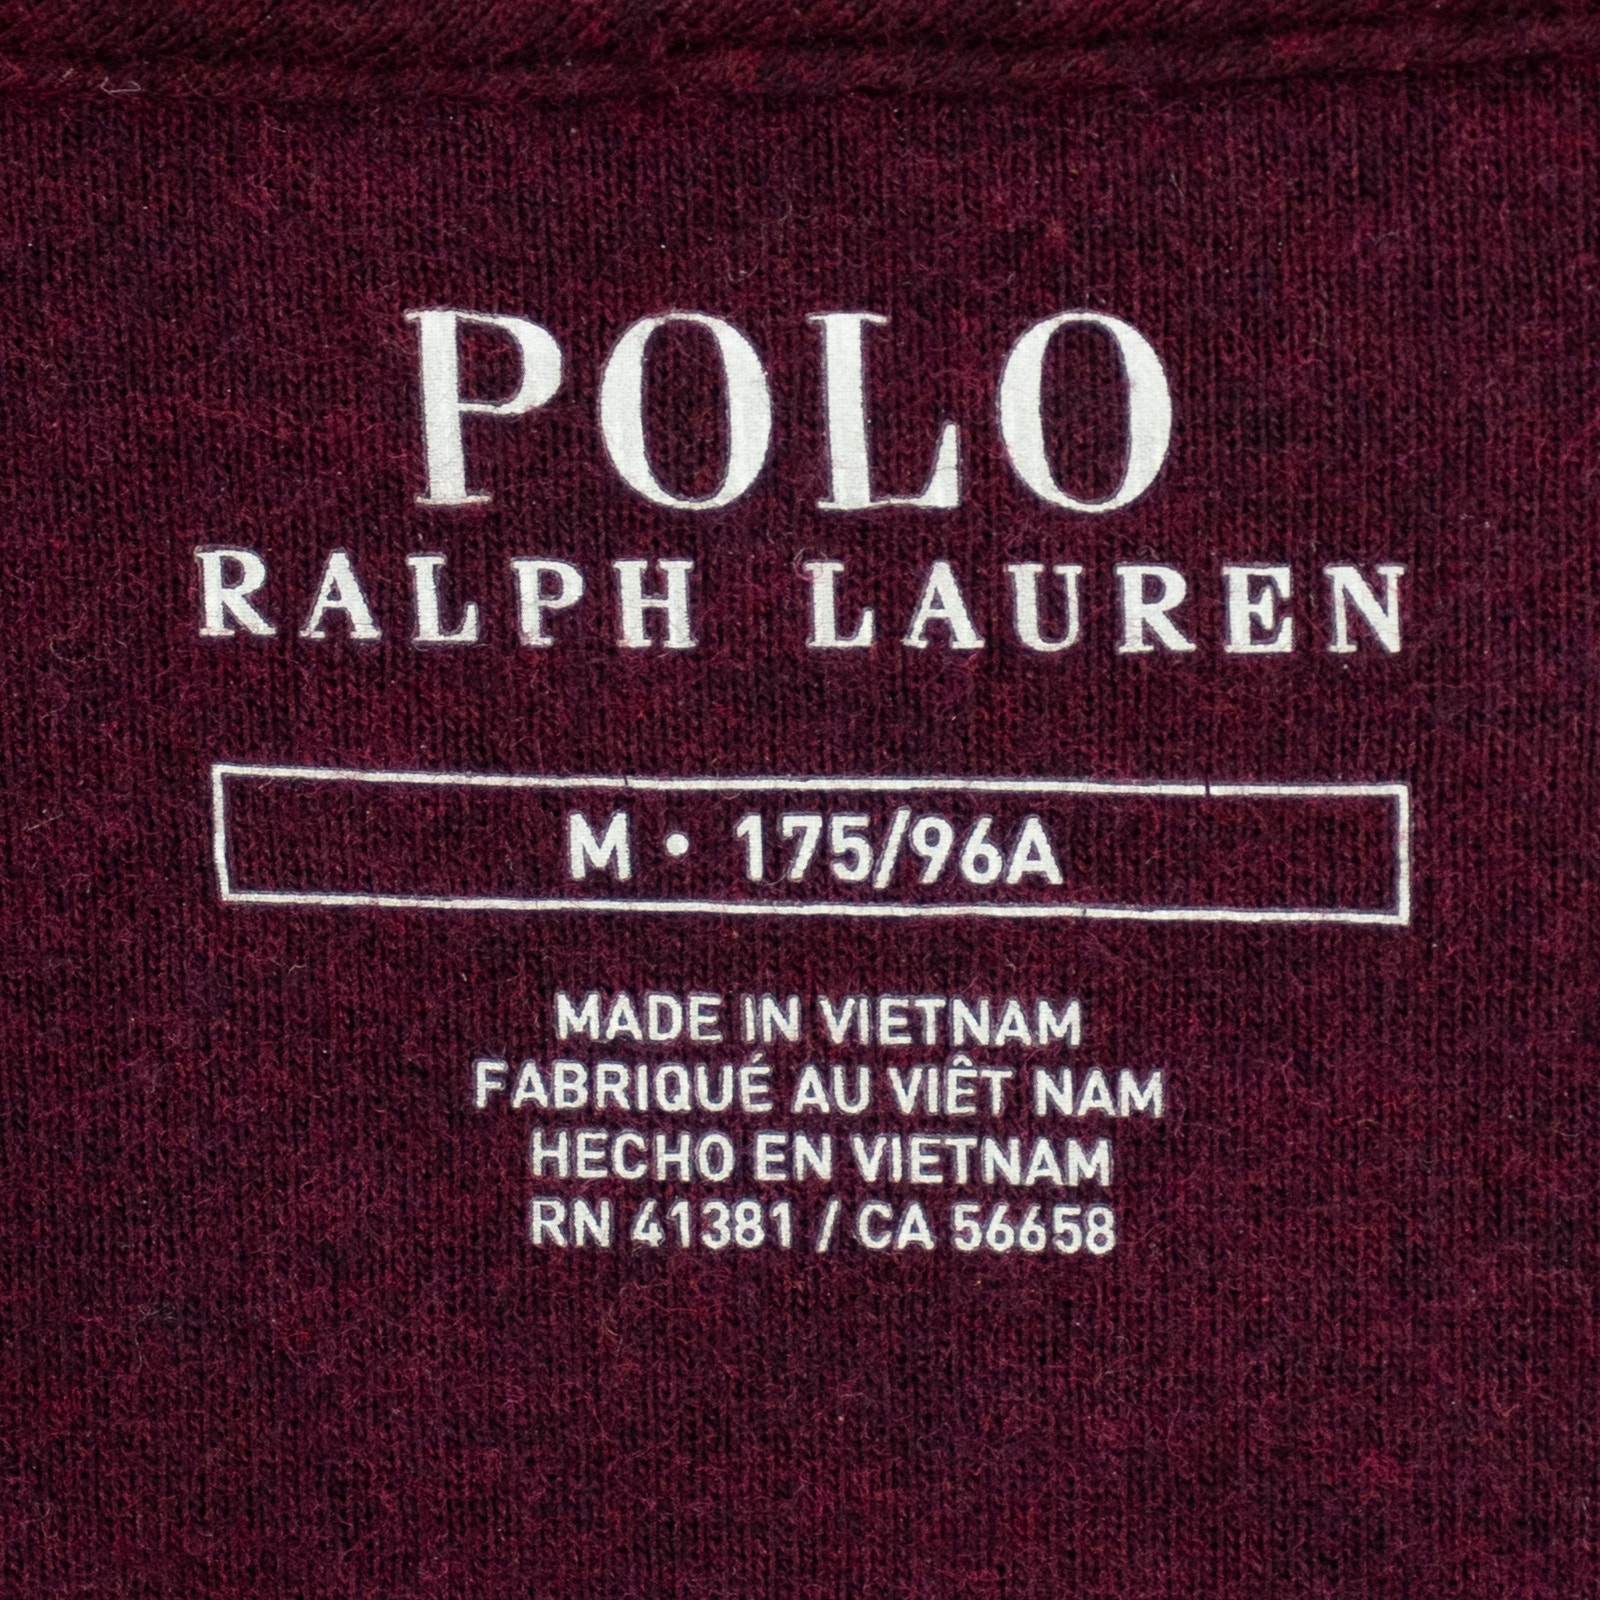 POLO
RALPH LAUREN
M • 175/96A
MADE IN VIETNAM
FABRIQUÉ AU VIÊT NAM
HECHO EN VIETNAM
RN 41381 / CA 56658